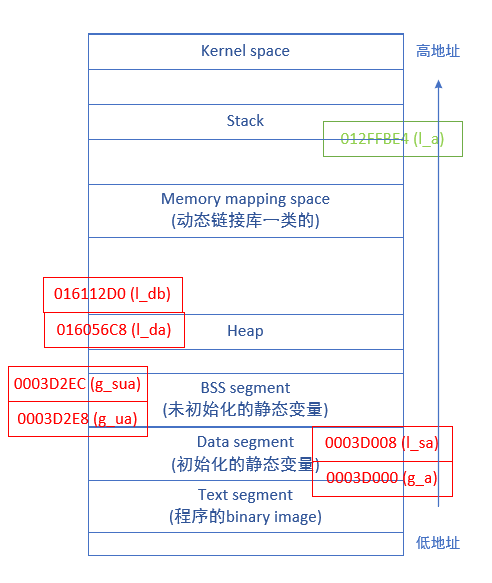 Kernel space
高地址
Stack
012FFBE4 (l_a)
Memory mapping space
(动态链接库一类的)
016112D0 (l_db)
016056C8 (l_da)
Heap
0003D2EC (g_sua)
BSS segment
(未初始化的静态变量)
0003D2E8 (g_ua)
Data segment
(初始化的静态变量)
0003D008 (l_sa)
0003D000 (g_a)
Text segment
(程序的binary image)
低地址